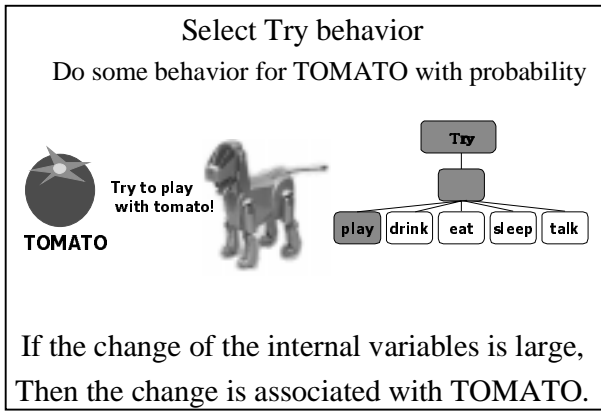 Select Try behavior
Do some behavior for TOMATO with probability
Try
Try to play
with tomato!
TOMATO
play drink eat sleep talk
If the change of the internal variables is large,
Then the change is associated with TOMATO.